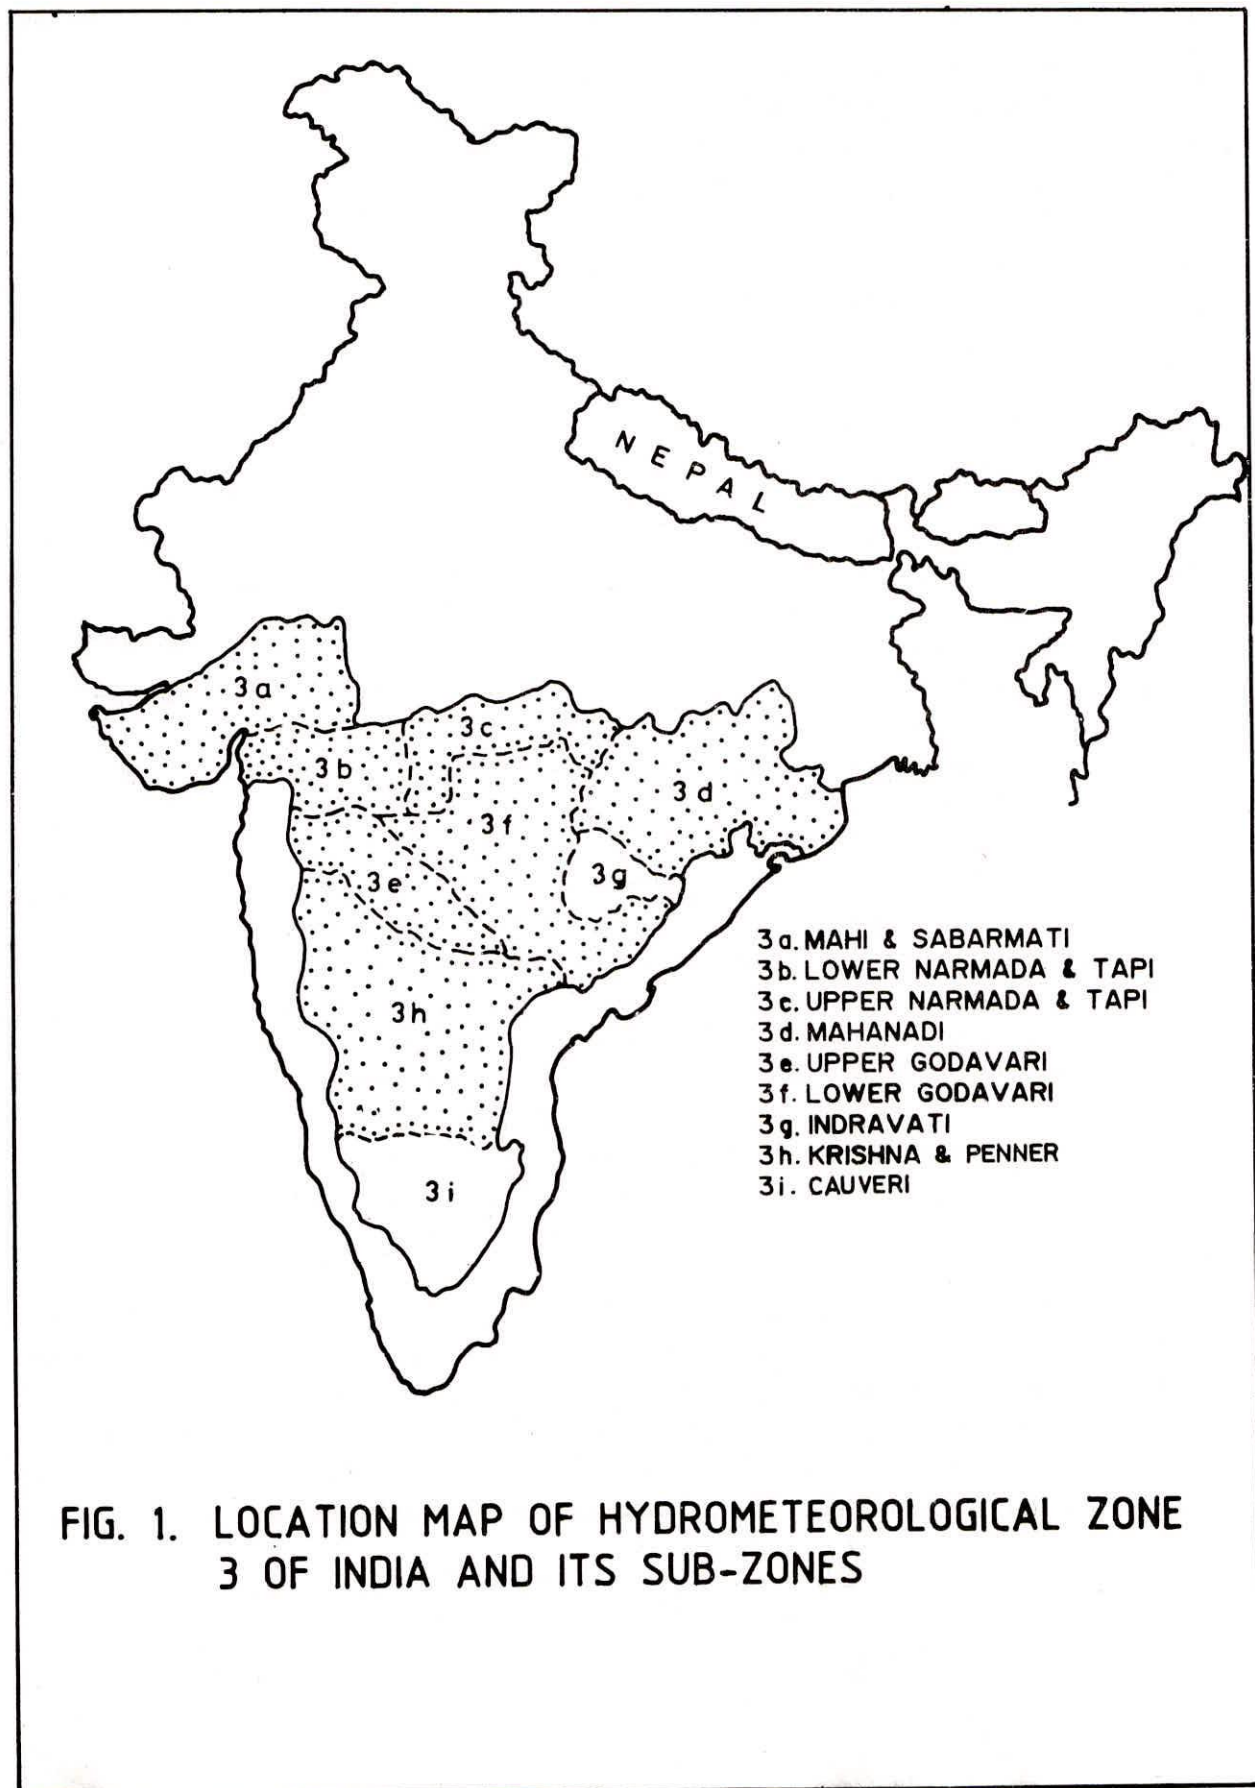 NEPAL
3a
3c
3b
3d
3f
3e
3g
3h
3i
3a. MAHI & SABARMATI
3b. LOWER NARMADA & TAPI
3c. UPPER NARMADA & TAPI
3d. MAHANADI
3e. UPPER GODAVARI
3f. LOWER GODAVARI
3g. INDRAVATI
3h. KRISHNA & PENNER
3i. CAUVERI
FIG. 1. LOCATION MAP OF HYDROMETEOROLOGICAL ZONE
3 OF INDIA AND ITS SUB-ZONES